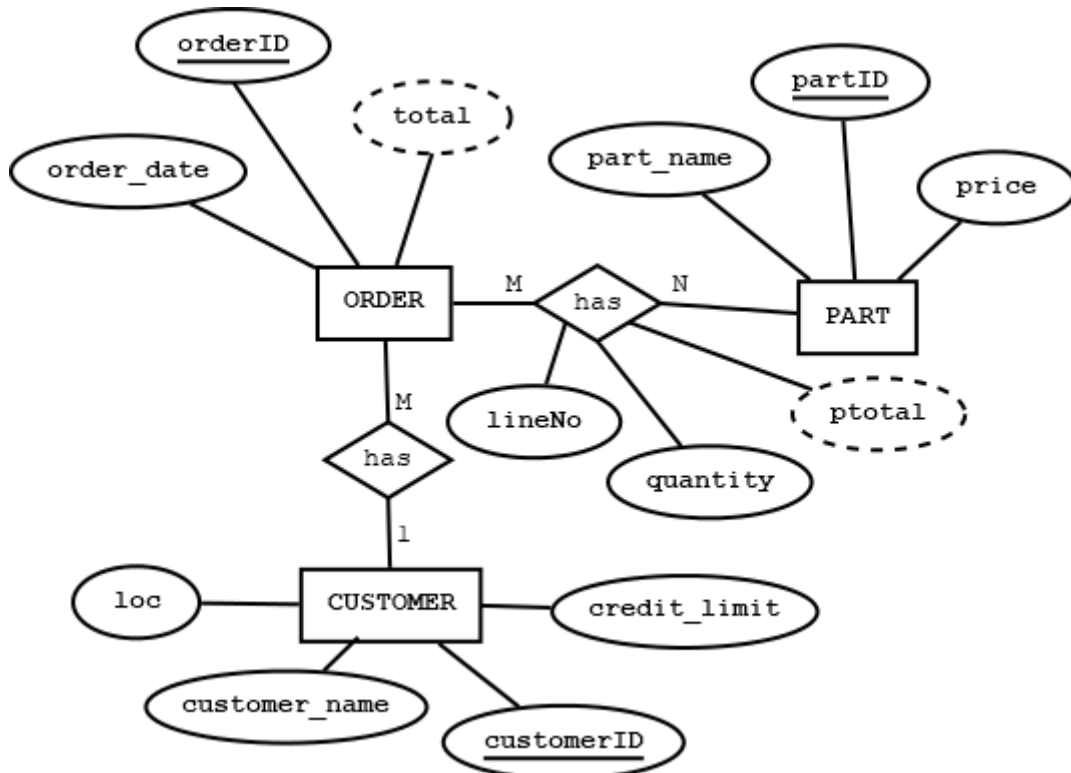 orderID
total
order_date
partID
part_name
price
ORDER
M
has
N
PART
lineNo
ptotal
quantity
M
has
1
loc
CUSTOMER
credit_limit
customer_name
customerID